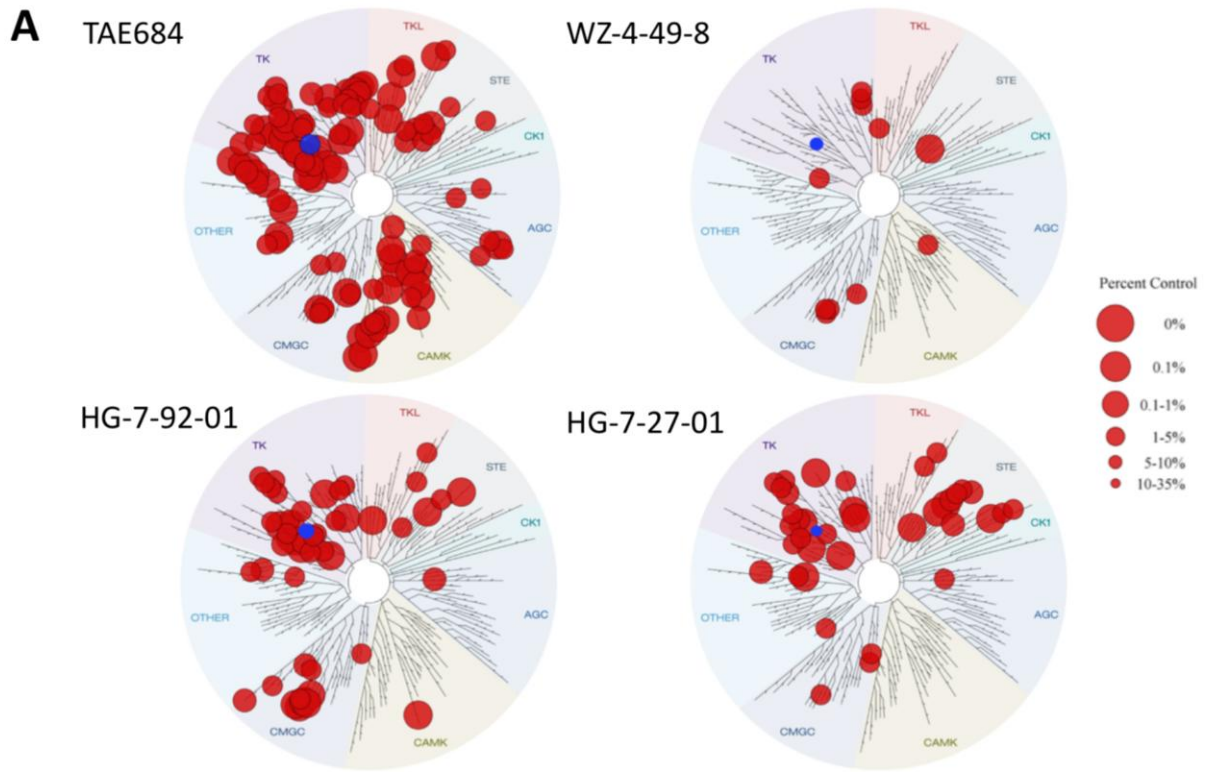 A
TAE684
TK
TKL
STE
CK1
AGC
OTHER
CMGC
CAMK
WZ-4-49-8
TK
TKL
STE
CK1
AGC
OTHER
CMGC
CAMK
HG-7-92-01
TK
TKL
STE
CK1
AGC
OTHER
CMGC
CAMK
HG-7-27-01
TK
TKL
STE
CK1
AGC
OTHER
CMGC
CAMK
Percent Control
0%
0.1%
0.1-1%
1-5%
5-10%
10-35%